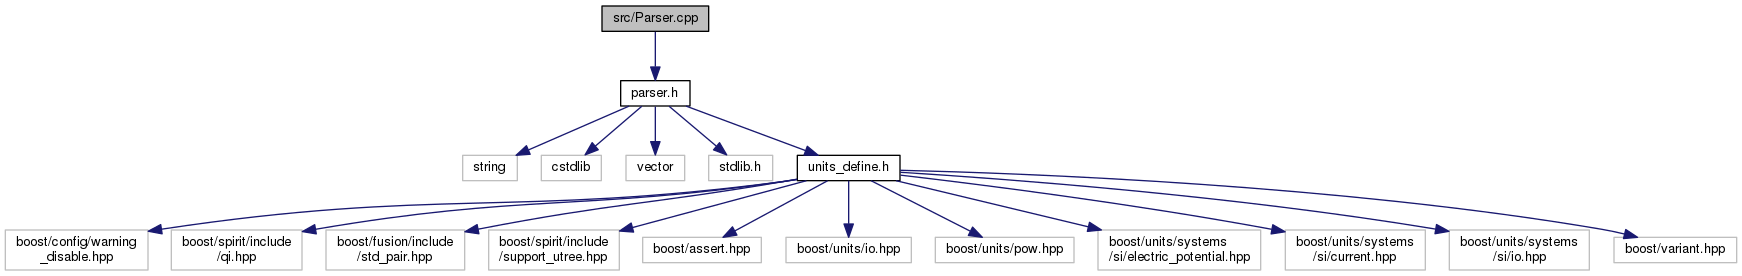 src/Parser.cpp
parser.h
string
cstdlib
vector
stdlib.h
units_define.h
boost/config/warning
_disable.hpp
boost/spirit/include
/qi.hpp
boost/fusion/include
/std_pair.hpp
boost/spirit/include
/support_utree.hpp
boost/assert.hpp
boost/units/io.hpp
boost/units/pow.hpp
boost/units/systems
/si/electric_potential.hpp
boost/units/systems
/si/current.hpp
boost/units/systems
/si/io.hpp
boost/variant.hpp